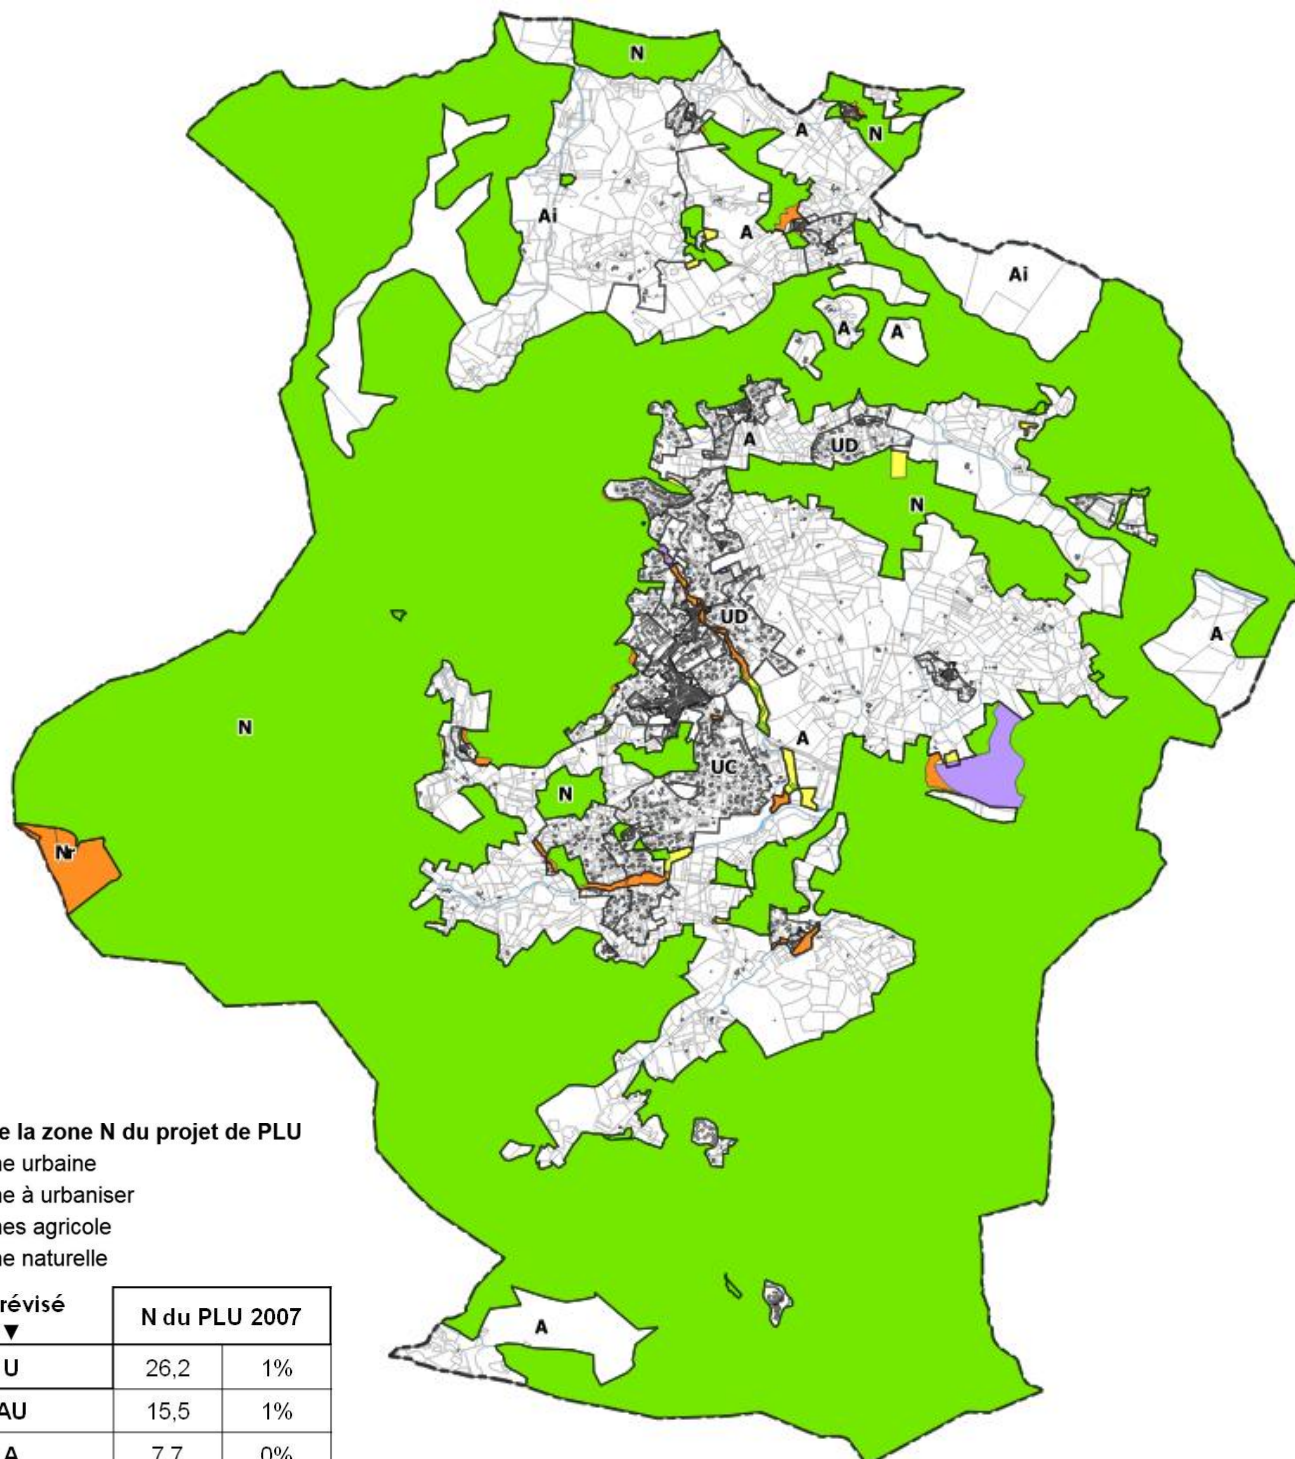 N
A
N
Ai
A
Ai
A
A
A
UD
N
UD
A
N
A
UC
N
Nr
e la zone N du projet de PLU
ne urbaine
ne à urbaniser
nes agricole
ne naturelle
A
révisé
▼
N du PLU 2007
U
26,2
1%
AU
15,5
1%
A
7,7
0%